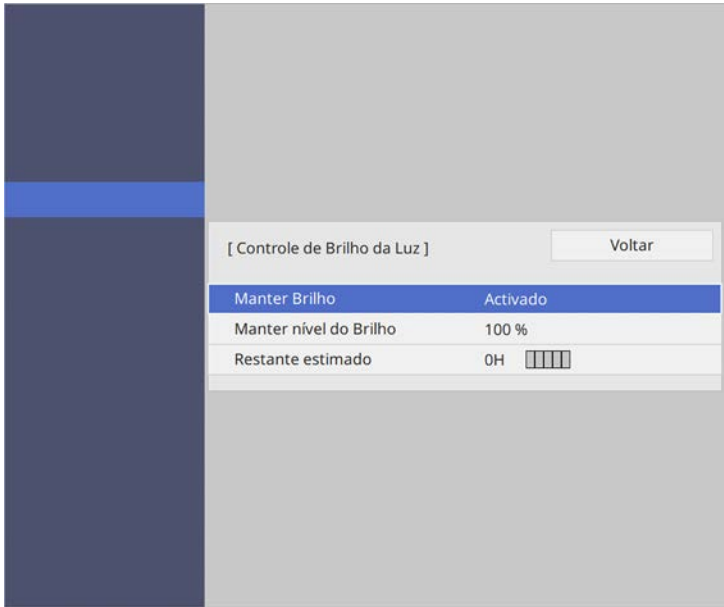 [ Controle de Brilho da Luz ] Voltar
Manter Brilho Activado
Manter nível do Brilho 100 %
Restante estimado 0H